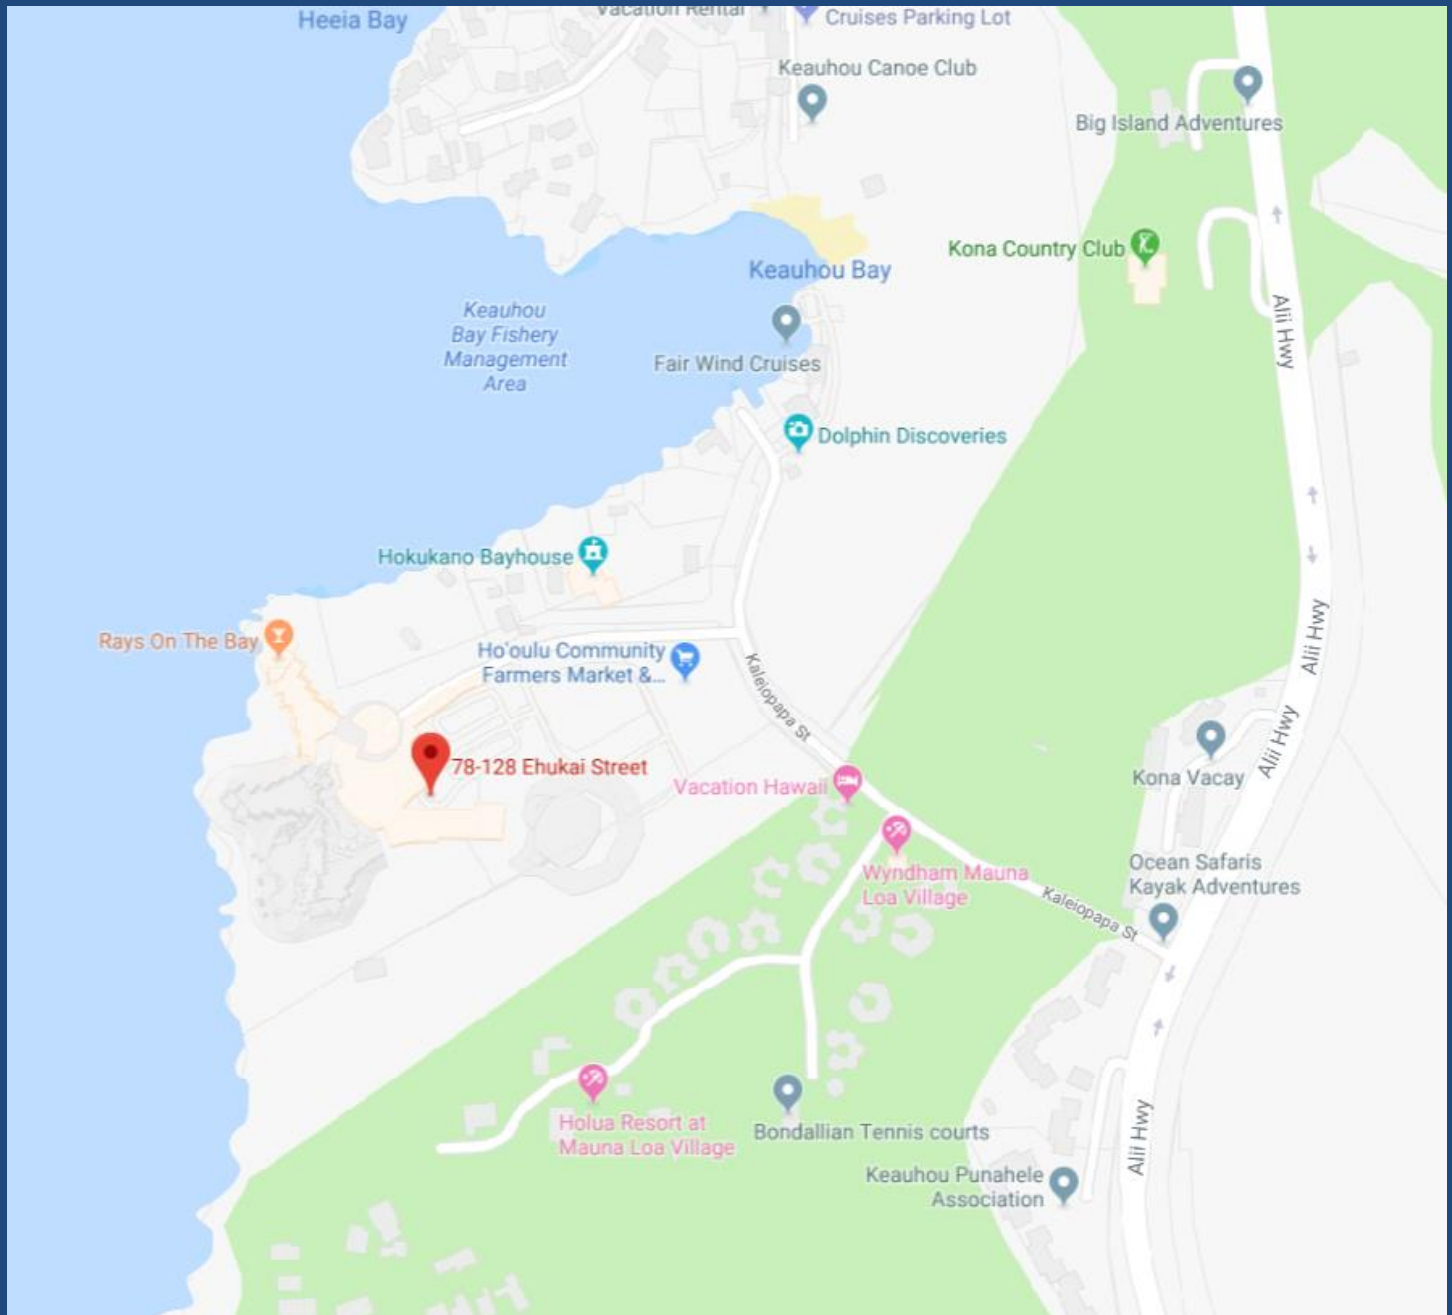 Heeia Bay
Vacation Rental
Cruises Parking Lot
Keauhou Canoe Club
Big Island Adventures
Kona Country Club
Keauhou Bay
Keauhou
Bay Fishery
Management
Area
Fair Wind Cruises
Alii Hwy
Dolphin Discoveries
Hokukano Bayhouse
Rays On The Bay
Ho'oulu Community
Farmers Market &...
Kaleiopapa St
Alii Hwy
Alii Hwy
78-128 Ehukai Street
Vacation Hawaii
Kona Vacay
Wyndham Mauna
Loa Village
Ocean Safaris
Kayak Adventures
Kaleiopapa St
Holua Resort at
Mauna Loa Village
Bondallian Tennis courts
Alii Hwy
Keauhou Punahele
Association